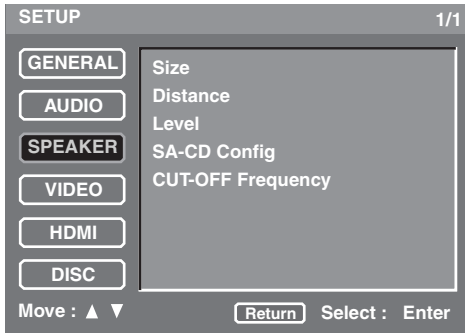 SETUP 1/1
GENERAL
AUDIO
SPEAKER
VIDEO
HDMI
DISC
Size
Distance
Level
SA-CD Config
CUT-OFF Frequency
Move : ▲ ▼ Return Select : Enter